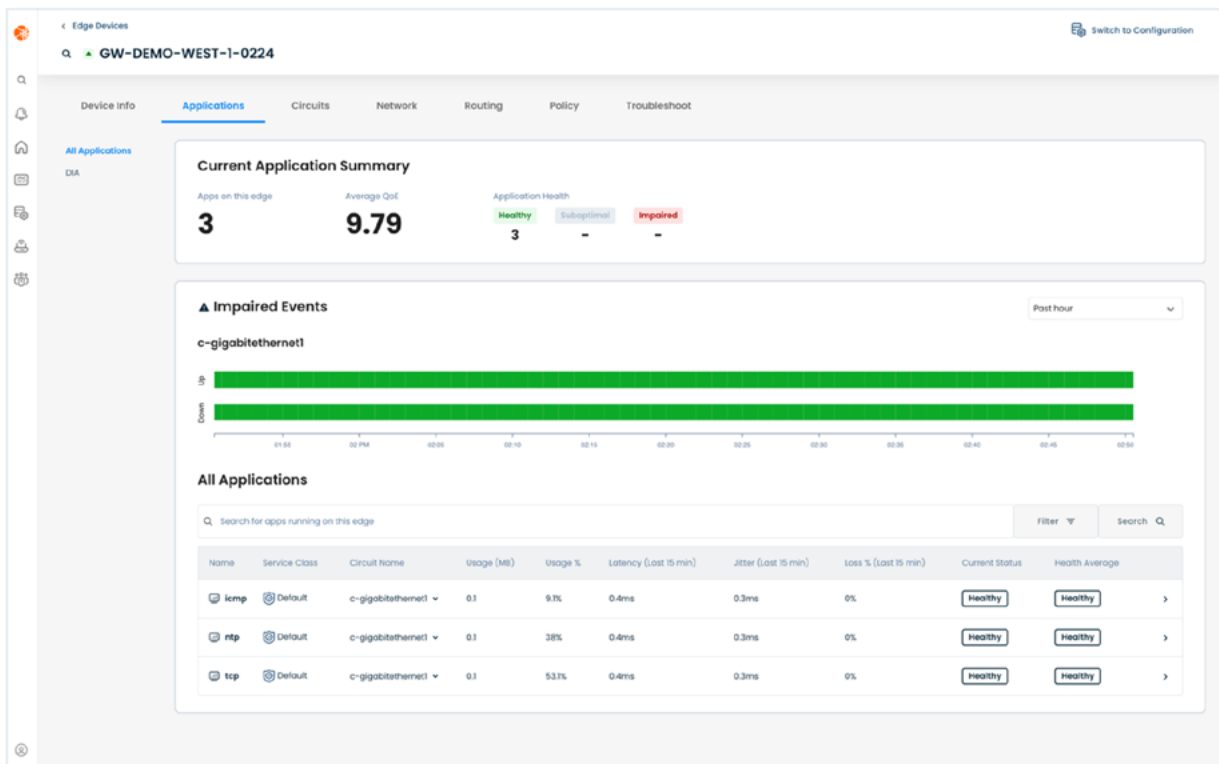 Edge Devices
Switch to Configuration
GW-DEMO-WEST-1-0224
Device Info Applications Circuits Network Routing Policy Troubleshoot
All Applications
DIA
Current Application Summary
Apps on this edge Average QoE Application Health
3 9.79 Healthy Suboptimal Impaired
3 - -
Impaired Events
Past hour
c-gigabitethernet1
Up
Down
01:55 02 PM 02:05 02:10 02:15 02:20 02:25 02:30 02:35 02:40 02:45 02:50
All Applications
Search for apps running on this edge Filter Search
Name Service Class Circuit Name Usage (MB) Usage % Latency (Last 15 min) Jitter (Last 15 min) Loss % (Last 15 min) Current Status Health Average
icmp Default c-gigabitethernet1 0.1 9.1% 0.4ms 0.3ms 0% Healthy Healthy
ntp Default c-gigabitethernet1 0.1 38% 0.4ms 0.3ms 0% Healthy Healthy
tcp Default c-gigabitethernet1 0.1 53.1% 0.4ms 0.3ms 0% Healthy Healthy